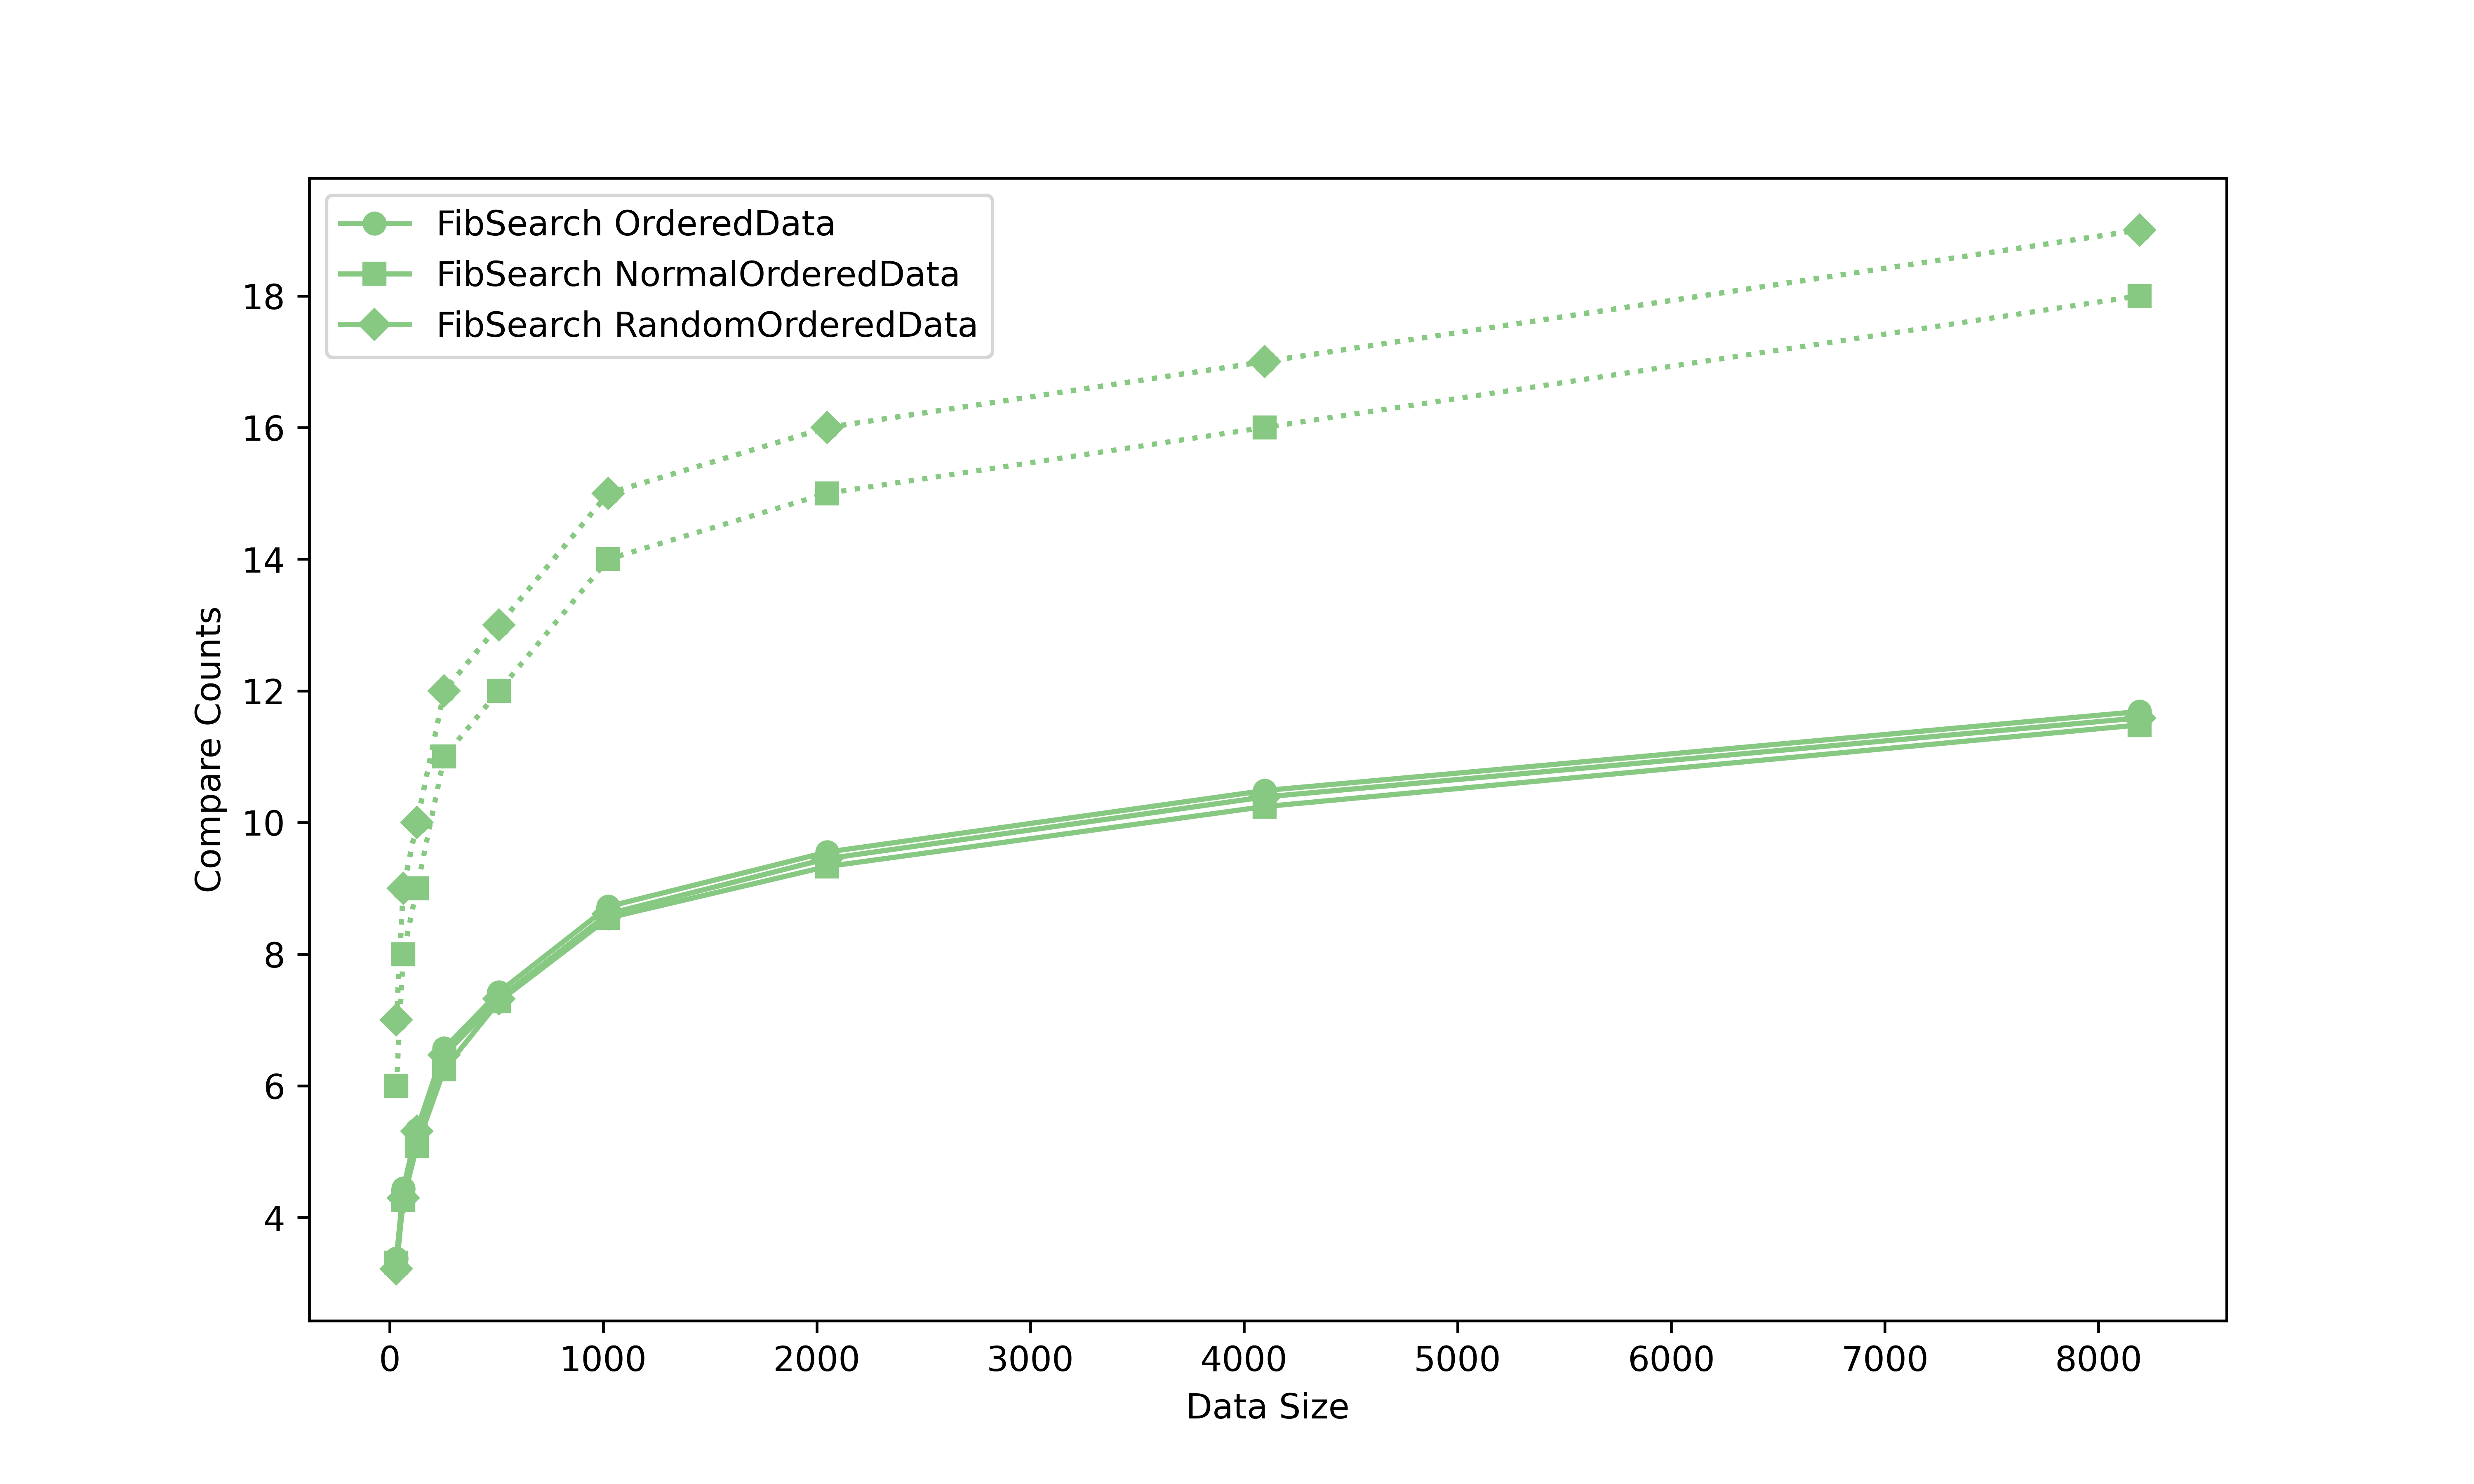 FibSearch OrderedData
FibSearch NormalOrderedData
FibSearch RandomOrderedData
18
16
14
12
10
8
6
4
Compare Counts
0 1000 2000 3000 4000 5000 6000 7000 8000
Data Size